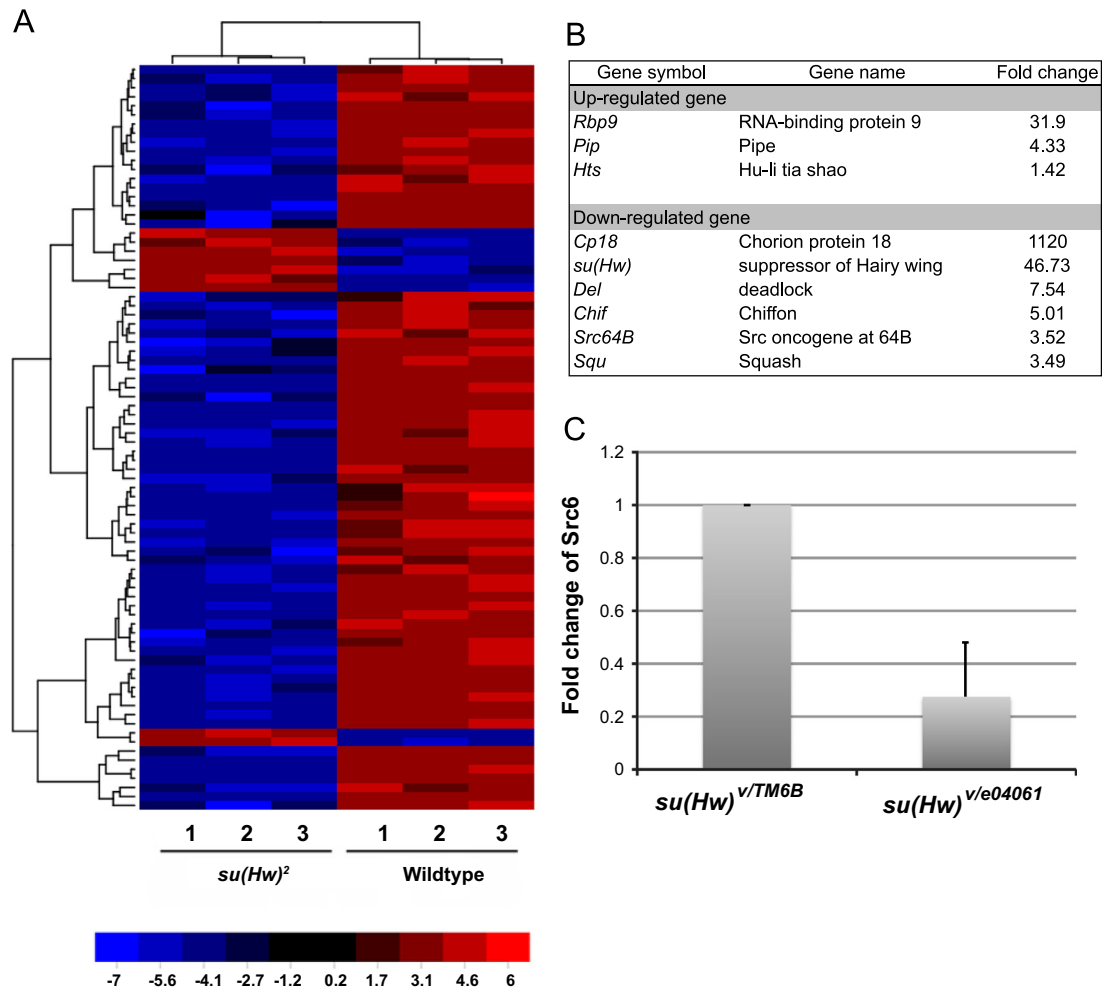 A
1 2 3 1 2 3
su(Hw)² Wildtype
-7 -5.6 -4.1 -2.7 -1.2 0.2 1.7 3.1 4.6 6
B
Gene symbol Gene name Fold change
Up-regulated gene
Rbp9 RNA-binding protein 9 31.9
Pip Pipe 4.33
Hts Hu-li tia shao 1.42
Down-regulated gene
Cp18 Chorion protein 18 1120
su(Hw) suppressor of Hairy wing 46.73
Del deadlock 7.54
Chif Chiffon 5.01
Src64B Src oncogene at 64B 3.52
Squ Squash 3.49
C
Fold change of Src6
1.2
1
0.8
0.6
0.4
0.2
0
su(Hw)v/TM6B su(Hw)v/e04061